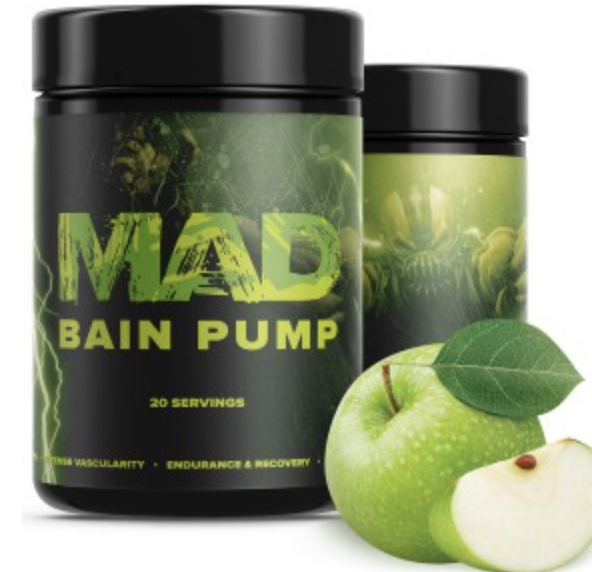 MAD
BAIN PUMP
20 SERVINGS
VASCULARITY · ENDURANCE & RECOVERY ·